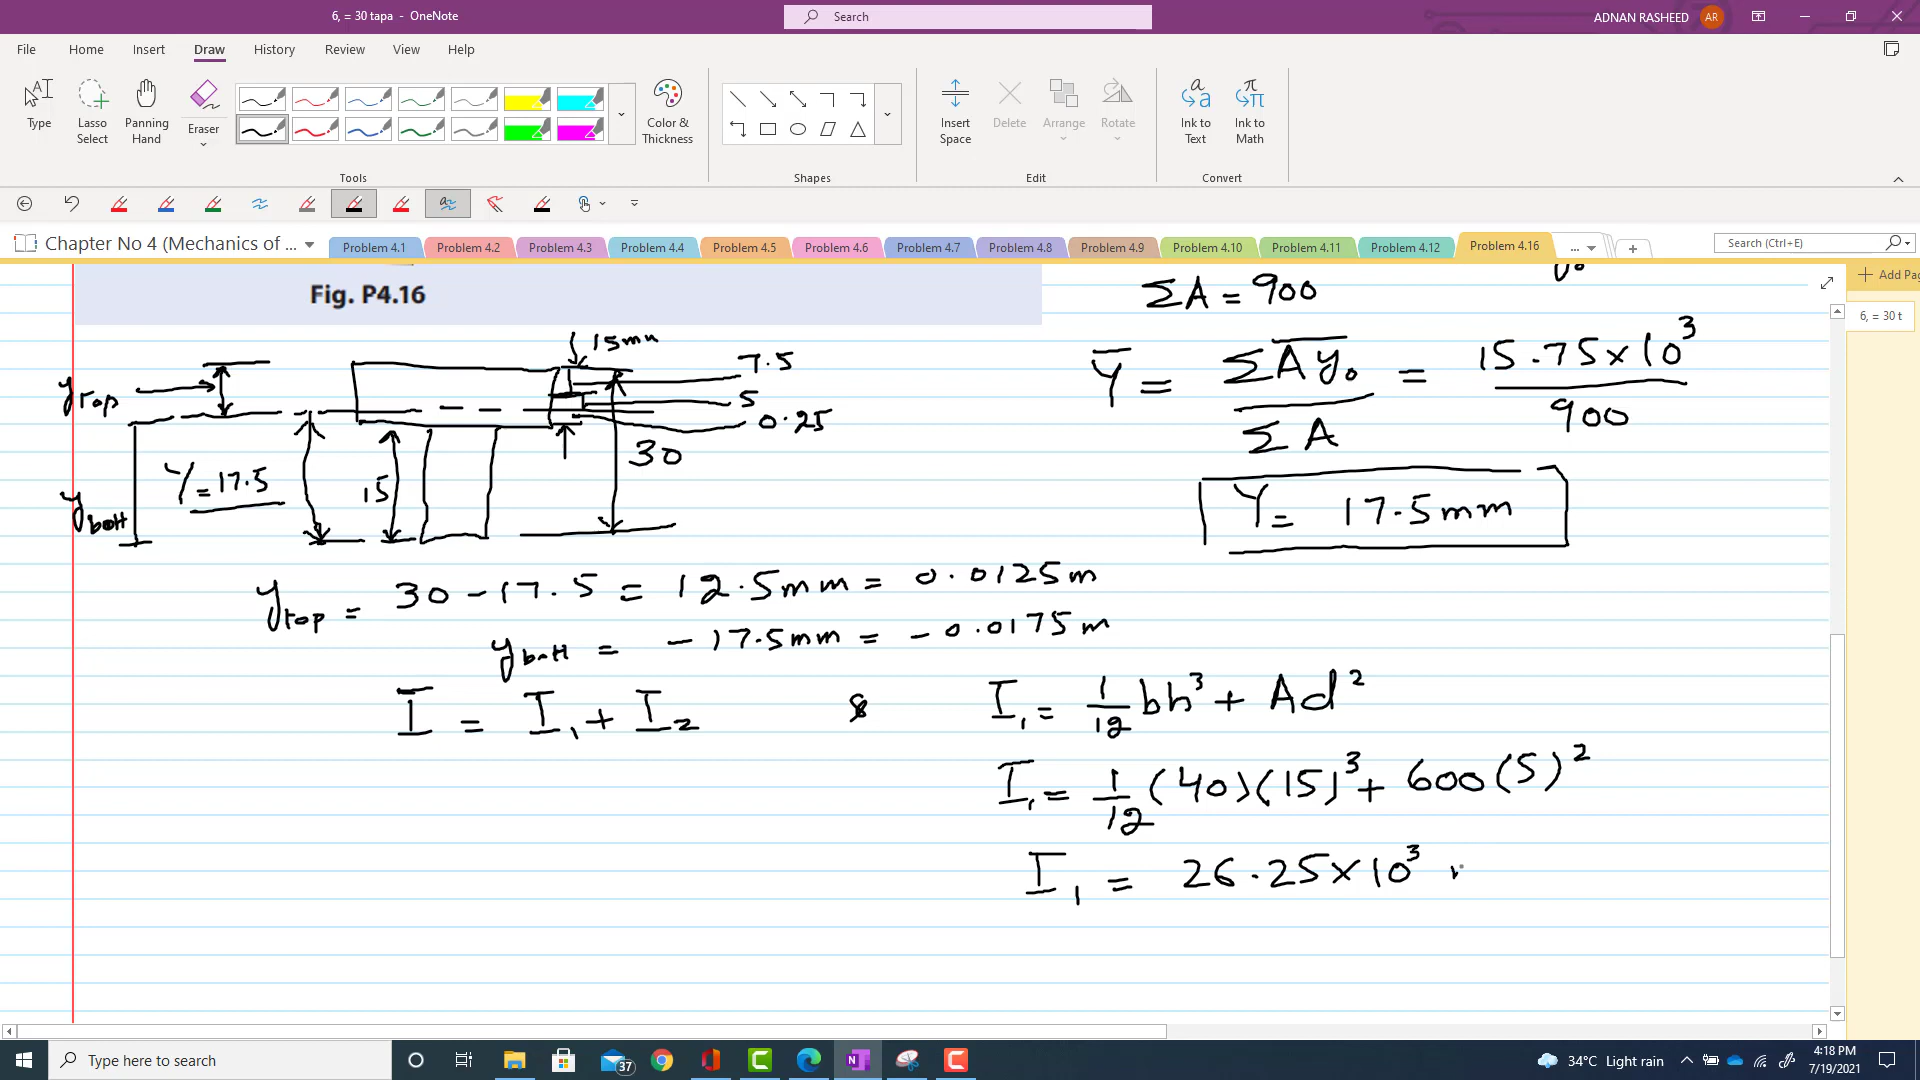 6, = 30 tapa - OneNote
Search
ADNAN RASHEED
AR
File Home Insert Draw History Review View Help
Type
Lasso Select
Panning Hand
Eraser
Color & Thickness
Insert Space
Delete
Arrange
Rotate
Ink to Text
Ink to Math
Tools
Shapes
Edit
Convert
Chapter No 4 (Mechanics of ...
Problem 4.1
Problem 4.2
Problem 4.3
Problem 4.4
Problem 4.5
Problem 4.6
Problem 4.7
Problem 4.8
Problem 4.9
Problem 4.10
Problem 4.11
Problem 4.12
Problem 4.16
...
Search (Ctrl+E)
Add Pag
6, = 30 t
Fig. P4.16
ΣA = 900
15mm
7.5
5
0.25
30
15
ytop
Y = 17.5
ybott
Y̅ = ΣAy₀ / ΣA = 15.75×10³ / 900
Y = 17.5mm
ytop = 30 - 17.5 = 12.5mm = 0.0125m
ybott = - 17.5mm = - 0.0175m
I = I₁ + I₂ & I₁ = 1/12 bh³ + Ad²
I₁ = 1/12 (40)(15)³ + 600(5)²
I₁ = 26.25×10³
Type here to search
37
34°C Light rain
4:18 PM
7/19/2021